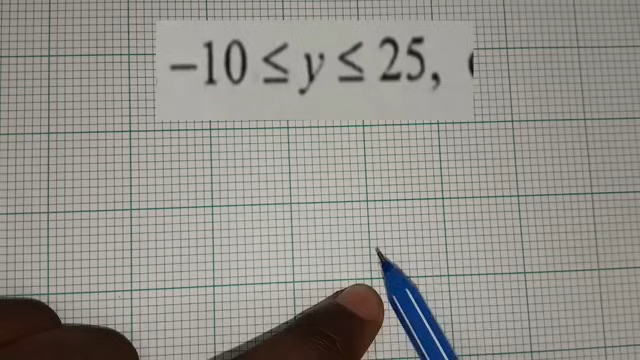 −10 ≤ y ≤ 25,